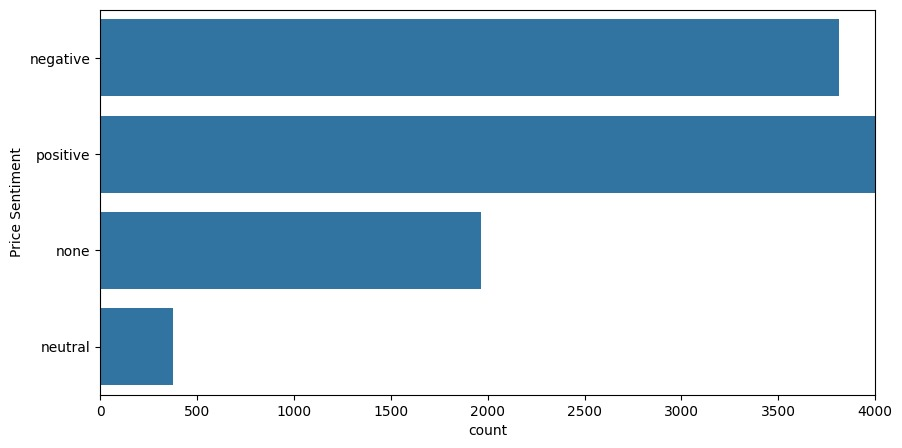 negative
positive
none
neutral
Price Sentiment
0 500 1000 1500 2000 2500 3000 3500 4000
count